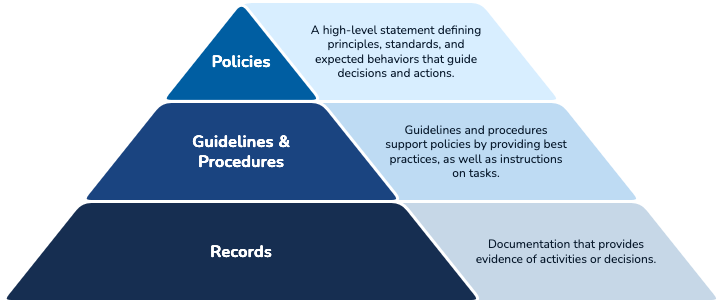 Policies
A high-level statement defining
principles, standards, and
expected behaviors that guide
decisions and actions.
Guidelines &
Procedures
Guidelines and procedures
support policies by providing best
practices, as well as instructions
on tasks.
Records
Documentation that provides
evidence of activities or decisions.